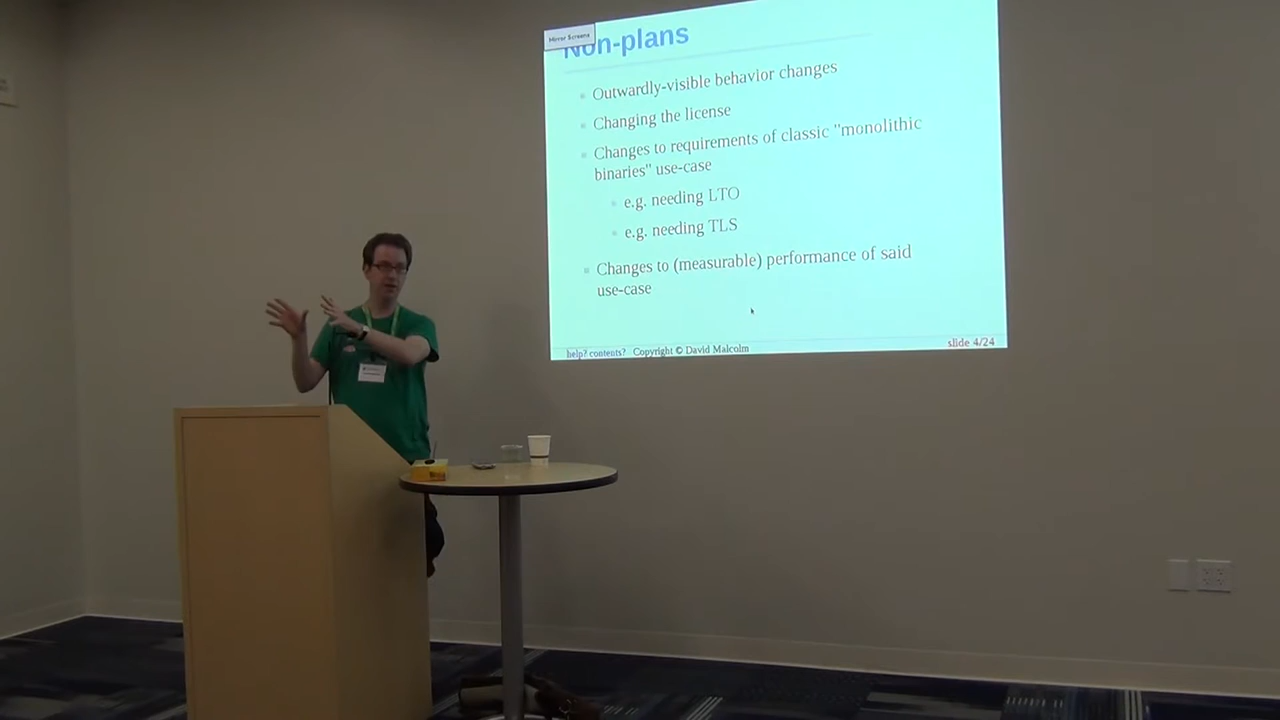 Mirror Screens
Non-plans
Outwardly-visible behavior changes
Changing the license
Changes to requirements of classic "monolithic
binaries" use-case
e.g. needing LTO
e.g. needing TLS
Changes to (measurable) performance of said
use-case
help? contents? Copyright © David Malcolm
slide 4/24